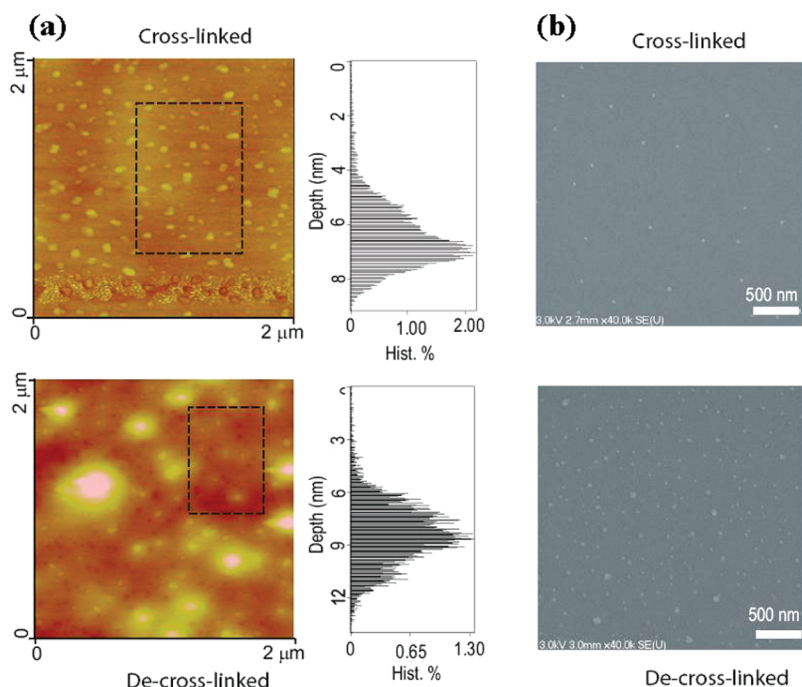 (a)
Cross-linked
2 µm
0
0
2 µm
0
2
4
6
8
Depth (nm)
0
1.00
2.00
Hist. %
(b)
Cross-linked
500 nm
3.0kV 2.7mm x40.0k SE(U)
2 µm
0
0
2 µm
De-cross-linked
3
6
9
12
Depth (nm)
0
0.65
1.30
Hist. %
500 nm
3.0kV 3.0mm x40.0k SE(U)
De-cross-linked